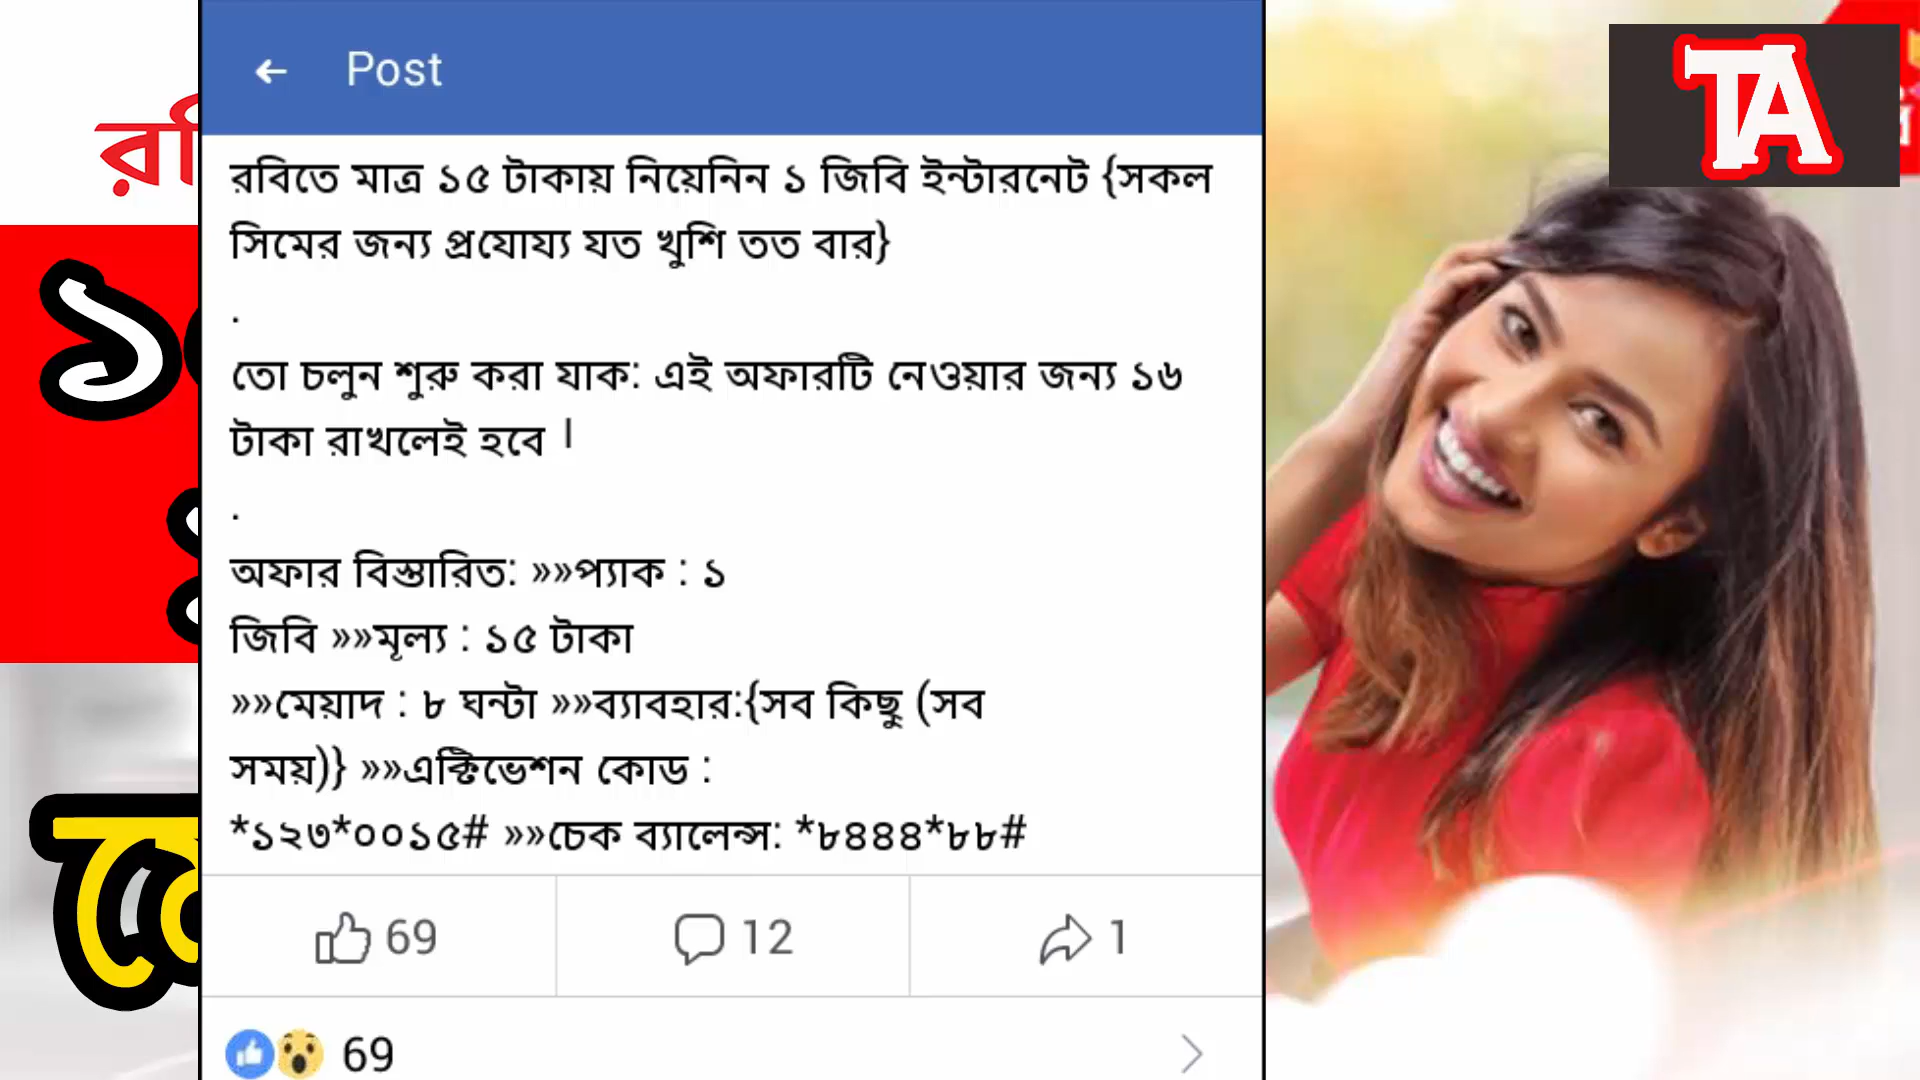 Post
TA
রবিতে মাত্র ১৫ টাকায় নিয়েনিন ১ জিবি ইন্টারনেট {সকল
সিমের জন্য প্রযোয্য যত খুশি তত বার}
.
তো চলুন শুরু করা যাক: এই অফারটি নেওয়ার জন্য ১৬
টাকা রাখলেই হবে ।
.
অফার বিস্তারিত: »»প্যাক : ১
জিবি »»মূল্য : ১৫ টাকা
»»মেয়াদ : ৮ ঘন্টা »»ব্যাবহার:{সব কিছু (সব
সময়)} »»এক্টিভেশন কোড :
*১২৩*০০১৫# »»চেক ব্যালেন্স: *৮৪৪৪*৮৮#
69
12
1
69